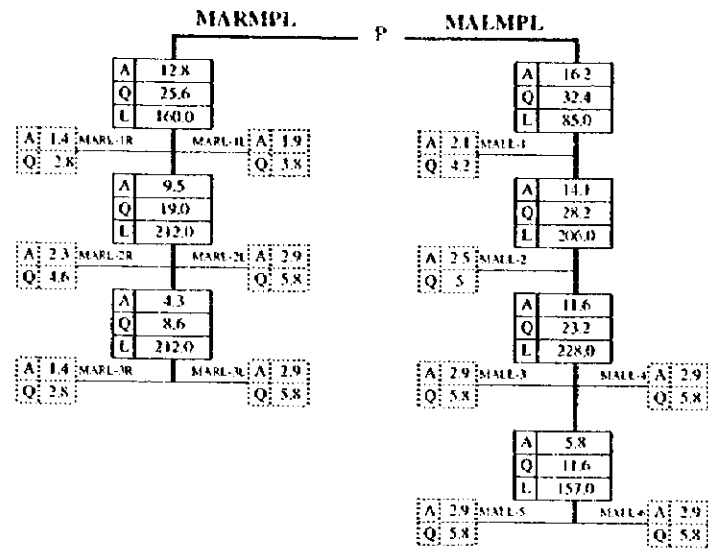 MARMPL P MALMPL
A 12.8
Q 25.6
L 160.0
A 16.2
Q 32.4
L 85.0
A 1.4 MARL-1R MARL-1L A 1.9
Q 2.8 Q 3.8
A 2.1 MALL-1
Q 4.2
A 9.5
Q 19.0
L 212.0
A 14.1
Q 28.2
L 206.0
A 2.3 MARL-2R MARL-2L A 2.9
Q 4.6 Q 5.8
A 2.5 MALL-2
Q 5
A 4.3
Q 8.6
L 212.0
A 11.6
Q 23.2
L 228.0
A 1.4 MARL-3R MARL-3L A 2.9
Q 2.8 Q 5.8
A 2.9 MALL-3 MALL-4 A 2.9
Q 5.8 Q 5.8
A 5.8
Q 11.6
L 157.0
A 2.9 MALL-5 MALL-6 A 2.9
Q 5.8 Q 5.8